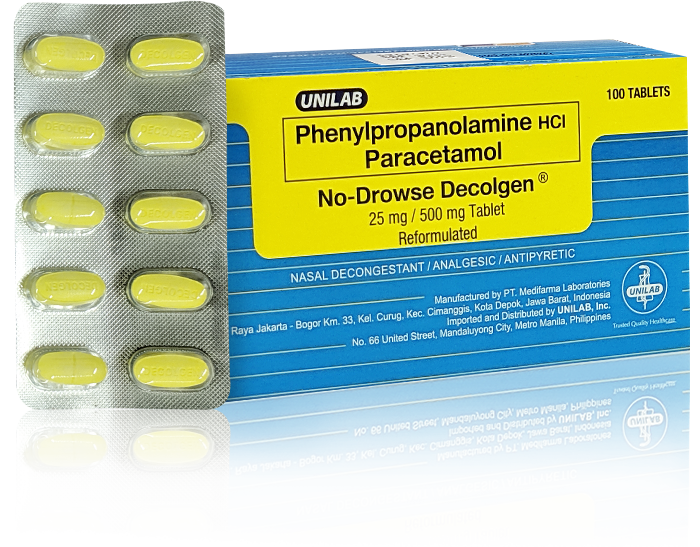 UNILAB
100 TABLETS
Phenylpropanolamine HCl
Paracetamol
No-Drowse Decolgen®
25 mg / 500 mg Tablet
Reformulated
NASAL DECONGESTANT / ANALGESIC / ANTIPYRETIC
Manufactured by PT. Medifarma Laboratories
Raya Jakarta - Bogor Km. 33, Kel. Curug, Kec. Cimanggis, Kota Depok, Jawa Barat, Indonesia
Imported and Distributed by UNILAB, Inc.
No. 66 United Street, Mandaluyong City, Metro Manila, Philippines
UNILAB
Trusted Quality Healthcare
DECOLGEN
DECOLGEN
DECOLGEN
DECOLGEN